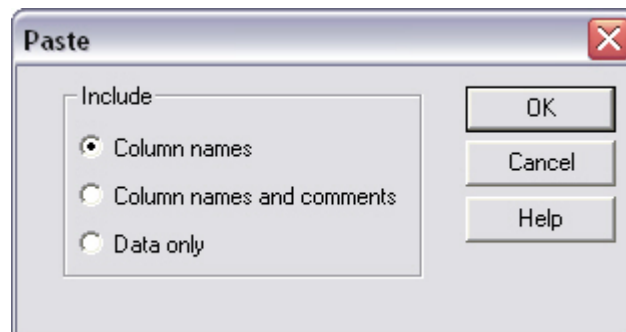 Paste
Include
Column names
Column names and comments
Data only
OK
Cancel
Help